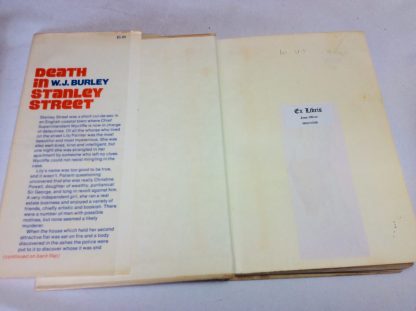 DEATH
in W.J. BURLEY
STANLEY
STREET
Stanley Street was a short cul-de-sac in
an English coastal town where Chief
Superintendent Wycliffe is now in charge
of detectives. Of all the whores who lived
on the street Lily Painter was the most
beautiful and most mysterious. She was
also well-bred, kind and intelligent, but
one night she was strangled in her
apartment by someone who left no clues.
Wycliffe could not resist mingling in the
case.
Lily's name was too good to be true,
and it wasn't. Patient questioning
uncovered that she was really Christine
Powell, daughter of wealthy, puritanical
Sir George, and long in revolt against him.
A very independent girl, she ran a real
estate business and enjoyed a variety of
friends, chiefly artistic and bookish. There
were a number of men with possible
motives, but none seemed a likely
murderer.
When the house which held her second
attractive flat was set on fire and a body
discovered in the ashes the police were
put to it to discover whose it was and
(continued on back flap)
Ex Libris